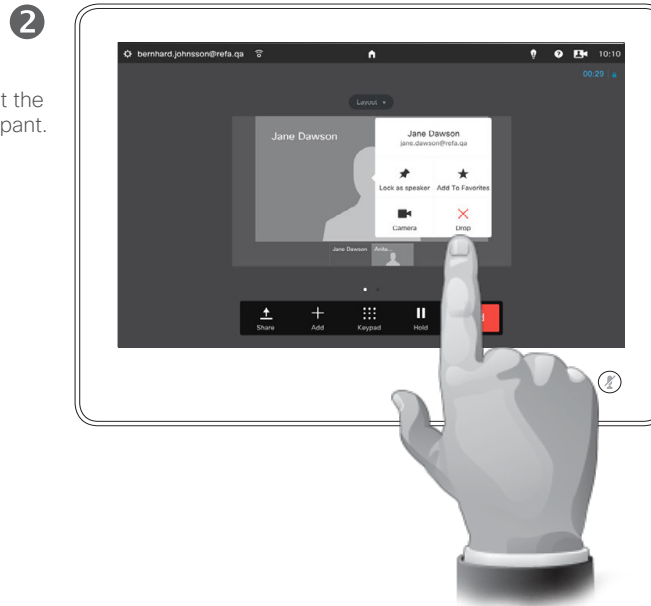 2
t the
pant.
bernhard.johnsson@refa.qa 10:10
00:29
Layout
Jane Dawson
Jane Dawson
jane.dawson@refa.qa
Lock as speaker Add To Favorites
Camera Drop
Jane Dawson Anita...
Share Add Keypad Hold